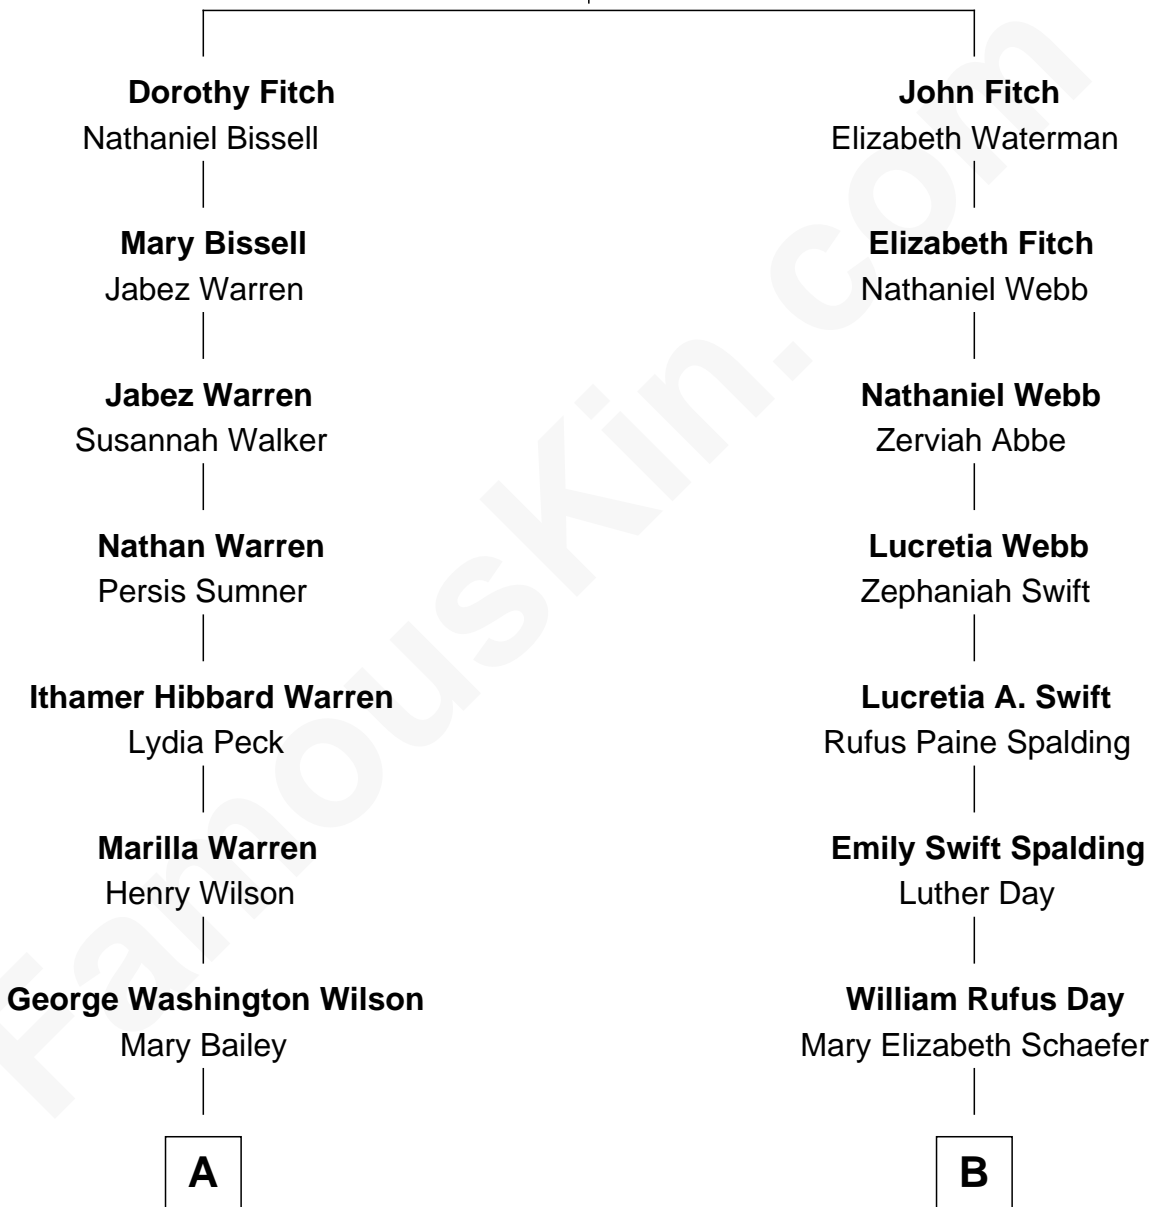 Dorothy Fitch
Nathaniel Bissell
Mary Bissell
Jabez Warren
Jabez Warren
Susannah Walker
Nathan Warren
Persis Sumner
Ithamer Hibbard Warren
Lydia Peck
Marilla Warren
Henry Wilson
George Washington Wilson
Mary Bailey
A
John Fitch
Elizabeth Waterman
Elizabeth Fitch
Nathaniel Webb
Nathaniel Webb
Zerviah Abbe
Lucretia Webb
Zephaniah Swift
Lucretia A. Swift
Rufus Paine Spalding
Emily Swift Spalding
Luther Day
William Rufus Day
Mary Elizabeth Schaefer
B
FamousKin.com